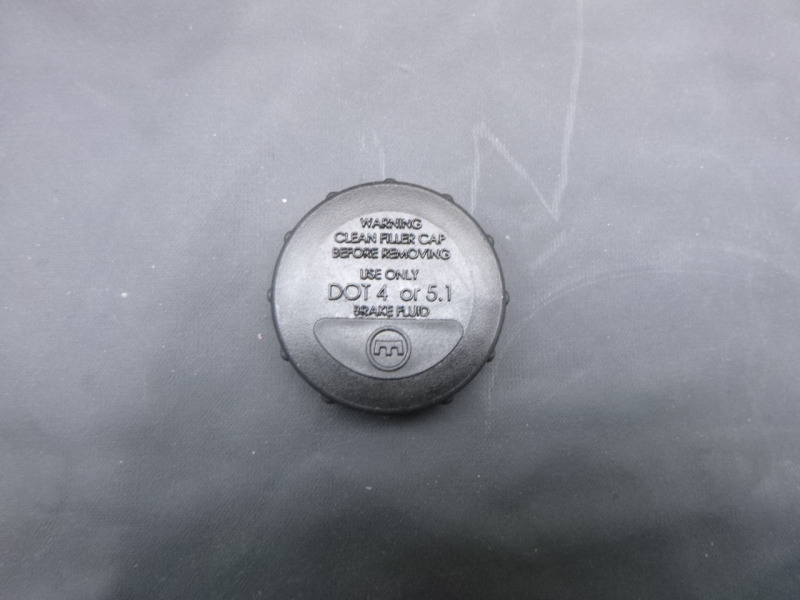 WARNING
CLEAN FILLER CAP
BEFORE REMOVING
USE ONLY
DOT 4 or 5.1
BRAKE FLUID